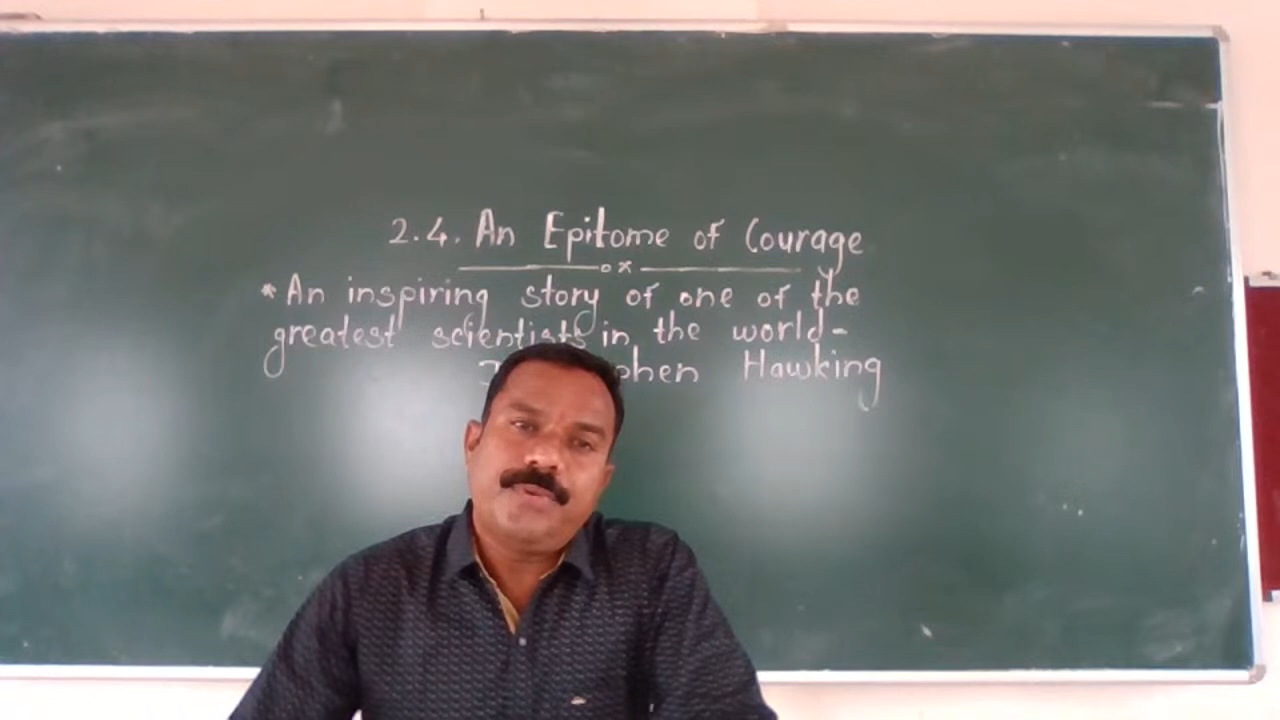 2.4. An Epitome of Courage
*An inspiring story of one of the
greatest scientists in the world-
Hawking